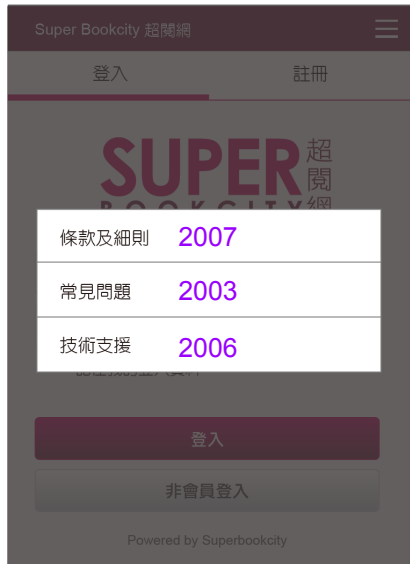 Super Bookcity 超閱網
登入 註冊
SUPER 超閱網
BOOKCITY
條款及細則 2007
常見問題 2003
技術支援 2006
登入
非會員登入
Powered by Superbookcity